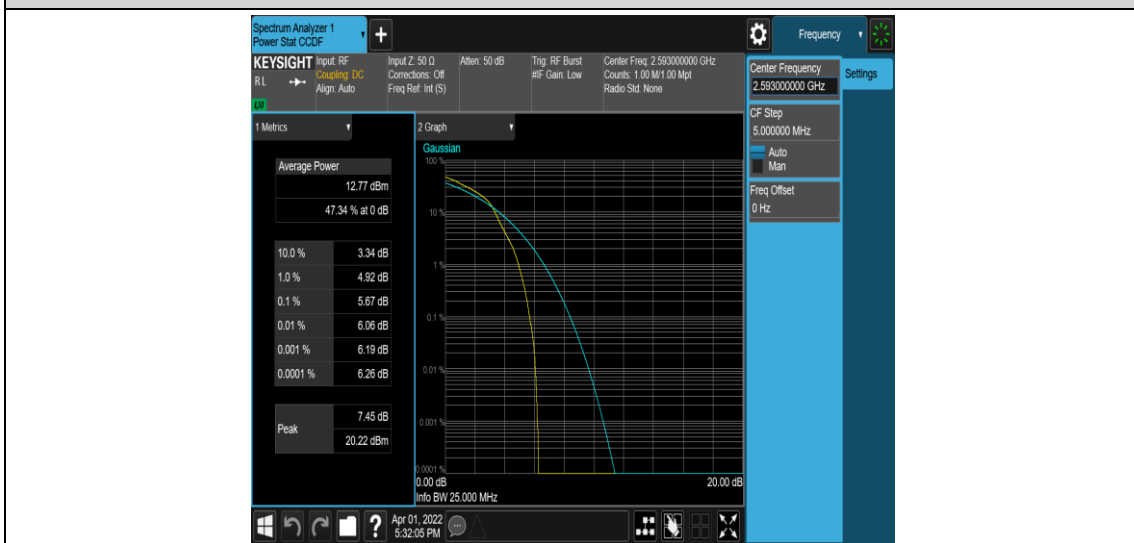 Spectrum Analyzer 1
Power Stat CCDF
+
Frequency
KEYSIGHT
RL
LXI
Input: RF
Coupling: DC
Align: Auto
Input Z: 50 Ω
Corrections: Off
Freq Ref: Int (S)
Atten: 50 dB
Trig: RF Burst
#IF Gain: Low
Center Freq: 2.593000000 GHz
Counts: 1.00 M/1.00 Mpt
Radio Std: None
Center Frequency
2.593000000 GHz
Settings
CF Step
5.000000 MHz
Auto
Man
Freq Offset
0 Hz
1 Metrics
Average Power
12.77 dBm
47.34 % at 0 dB
10.0 % 3.34 dB
1.0 % 4.92 dB
0.1 % 5.67 dB
0.01 % 6.06 dB
0.001 % 6.19 dB
0.0001 % 6.26 dB
Peak
7.45 dB
20.22 dBm
2 Graph
Gaussian
100 %
10 %
1 %
0.1 %
0.01 %
0.001 %
0.0001 %
0.00 dB 20.00 dB
Info BW 25.000 MHz
?
Apr 01, 2022
5:32:05 PM